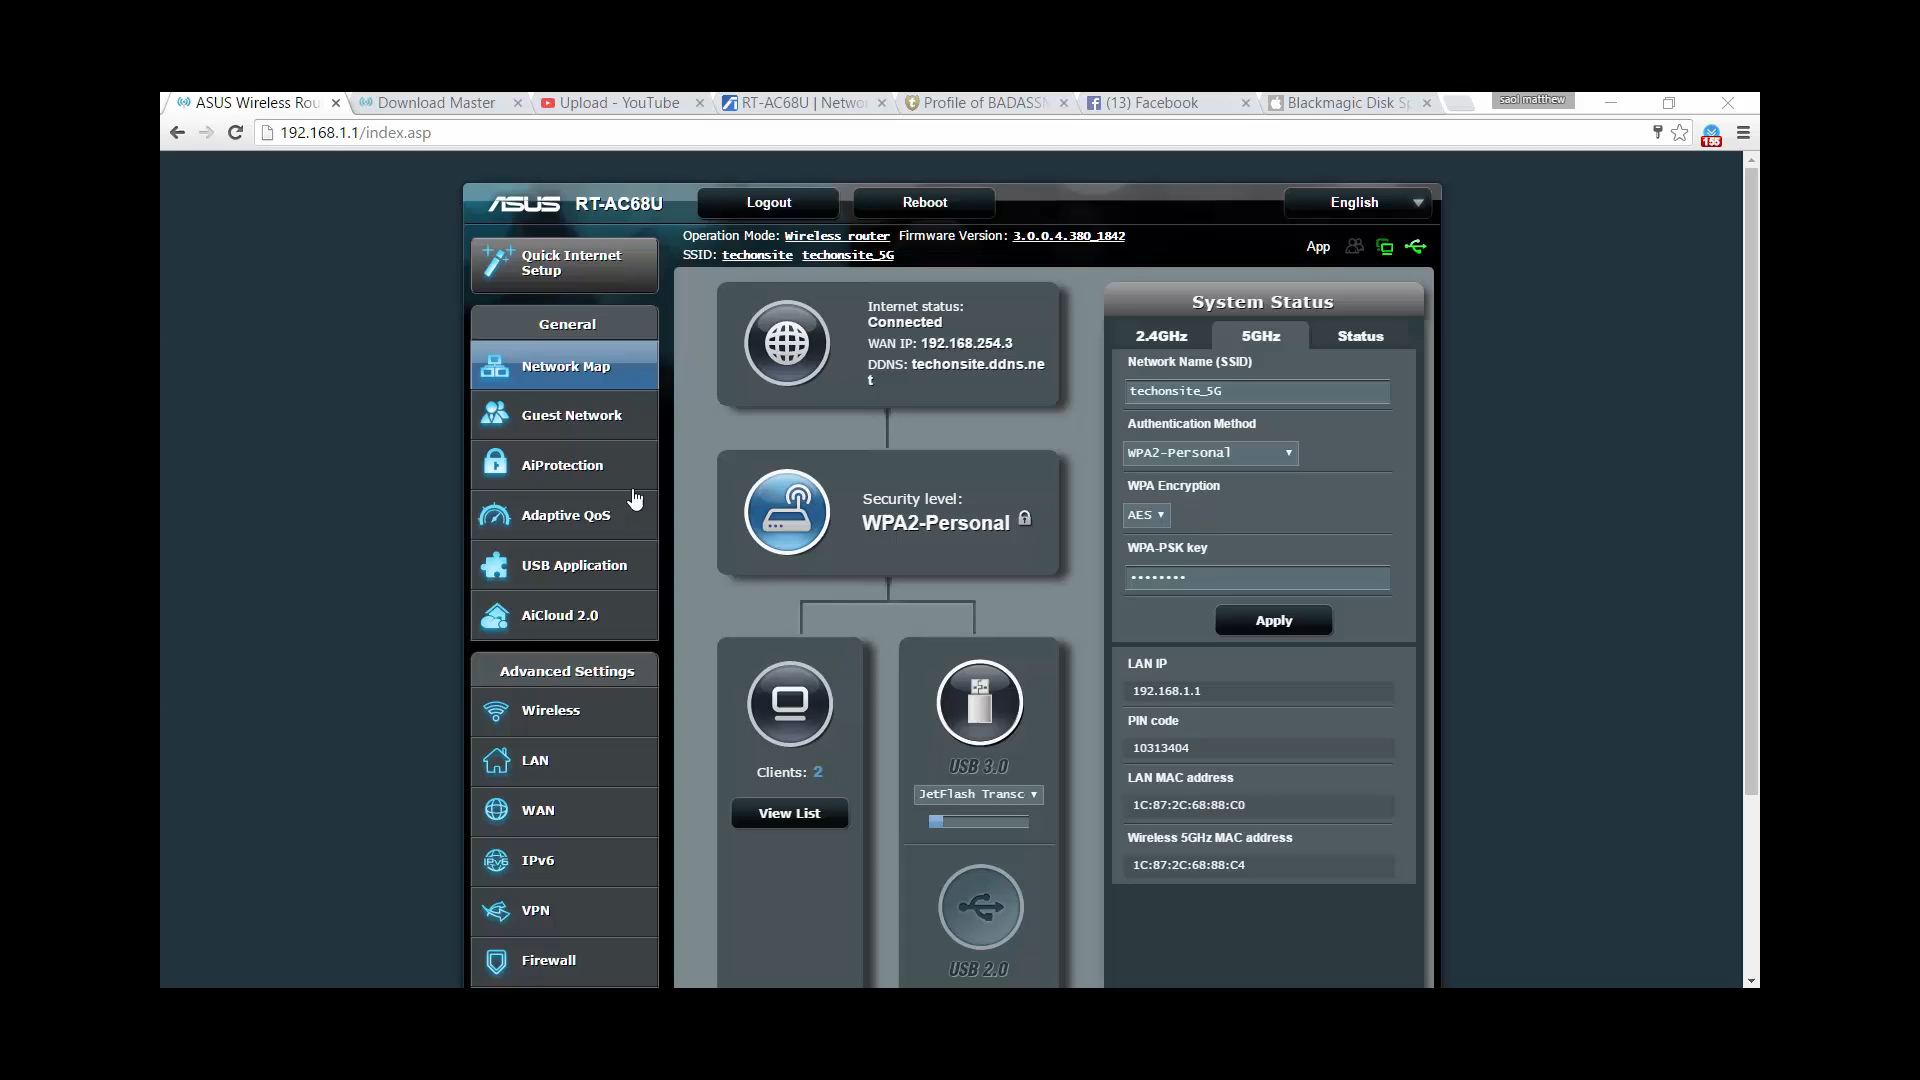 ASUS Wireless Rou
Download Master
Upload - YouTube
RT-AC68U | Netwo
Profile of BADASSN
(13) Facebook
Blackmagic Disk Sp
saol matthew
192.168.1.1/index.asp
155
ASUS RT-AC68U
Logout
Reboot
English
Operation Mode: Wireless router Firmware Version: 3.0.0.4.380_1842
SSID: techonsite techonsite_5G
App
Quick Internet
Setup
General
Network Map
Guest Network
AiProtection
Adaptive QoS
USB Application
AiCloud 2.0
Advanced Settings
Wireless
LAN
WAN
IPv6
VPN
Firewall
Internet status:
Connected
WAN IP: 192.168.254.3
DDNS: techonsite.ddns.ne
t
Security level:
WPA2-Personal
Clients: 2
View List
USB 3.0
JetFlash Transc
USB 2.0
System Status
2.4GHz
5GHz
Status
Network Name (SSID)
techonsite_5G
Authentication Method
WPA2-Personal
WPA Encryption
AES
WPA-PSK key
••••••••
Apply
LAN IP
192.168.1.1
PIN code
10313404
LAN MAC address
1C:87:2C:68:88:C0
Wireless 5GHz MAC address
1C:87:2C:68:88:C4